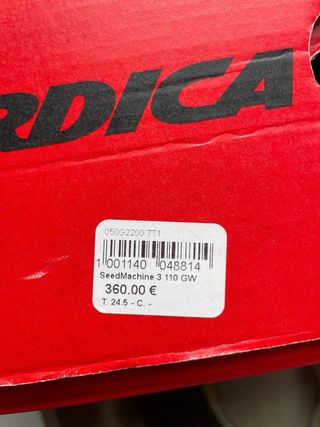 RDICA
050G2200 7T1
1 001140 048814
SeedMachine 3 110 GW
360.00 €
T. 24.5 - C. -